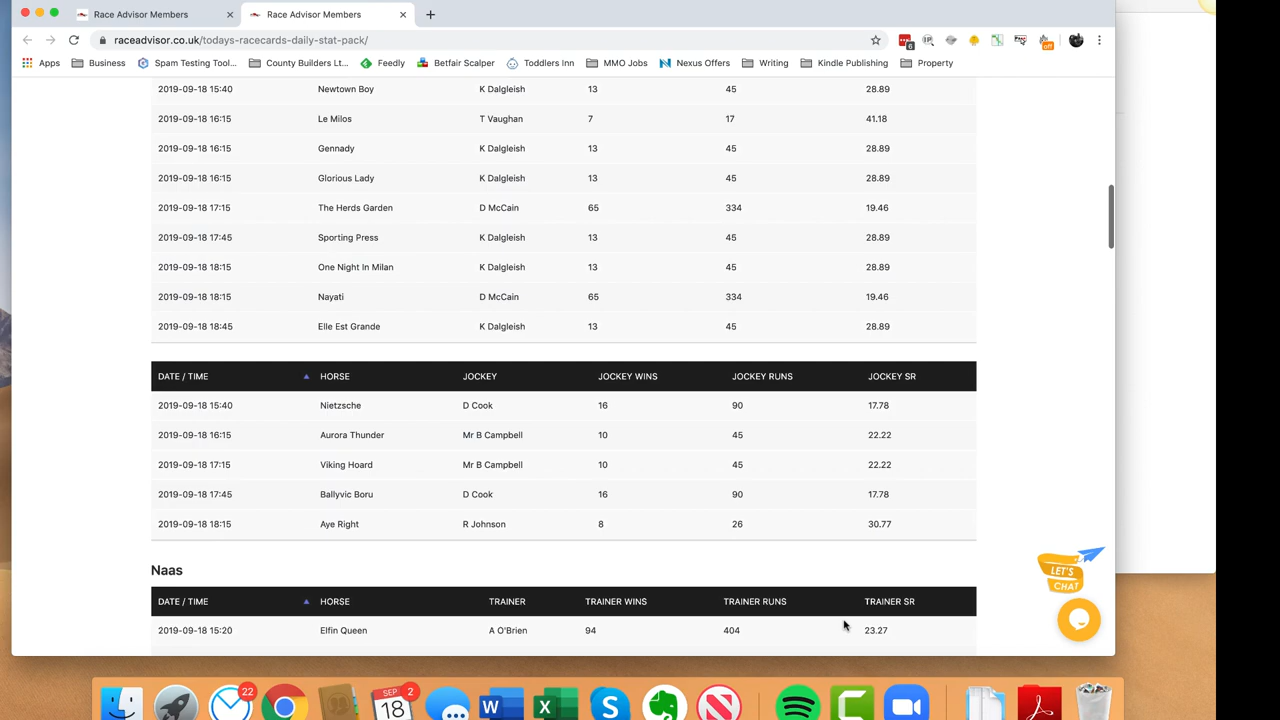 Race Advisor Members
Race Advisor Members
raceadvisor.co.uk/todays-racecards-daily-stat-pack/
Apps Business Spam Testing Tool... County Builders Lt... Feedly Betfair Scalper Toddlers Inn MMO Jobs Nexus Offers Writing Kindle Publishing Property
2019-09-18 15:40 Newtown Boy K Dalgleish 13 45 28.89
2019-09-18 16:15 Le Milos T Vaughan 7 17 41.18
2019-09-18 16:15 Gennady K Dalgleish 13 45 28.89
2019-09-18 16:15 Glorious Lady K Dalgleish 13 45 28.89
2019-09-18 17:15 The Herds Garden D McCain 65 334 19.46
2019-09-18 17:45 Sporting Press K Dalgleish 13 45 28.89
2019-09-18 18:15 One Night In Milan K Dalgleish 13 45 28.89
2019-09-18 18:15 Nayati D McCain 65 334 19.46
2019-09-18 18:45 Elle Est Grande K Dalgleish 13 45 28.89
DATE / TIME HORSE JOCKEY JOCKEY WINS JOCKEY RUNS JOCKEY SR
2019-09-18 15:40 Nietzsche D Cook 16 90 17.78
2019-09-18 16:15 Aurora Thunder Mr B Campbell 10 45 22.22
2019-09-18 17:15 Viking Hoard Mr B Campbell 10 45 22.22
2019-09-18 17:45 Ballyvic Boru D Cook 16 90 17.78
2019-09-18 18:15 Aye Right R Johnson 8 26 30.77
LET'S
CHAT
Naas
DATE / TIME HORSE TRAINER TRAINER WINS TRAINER RUNS TRAINER SR
2019-09-18 15:20 Elfin Queen A O'Brien 94 404 23.27
22
SEP
2
18
W
X
S